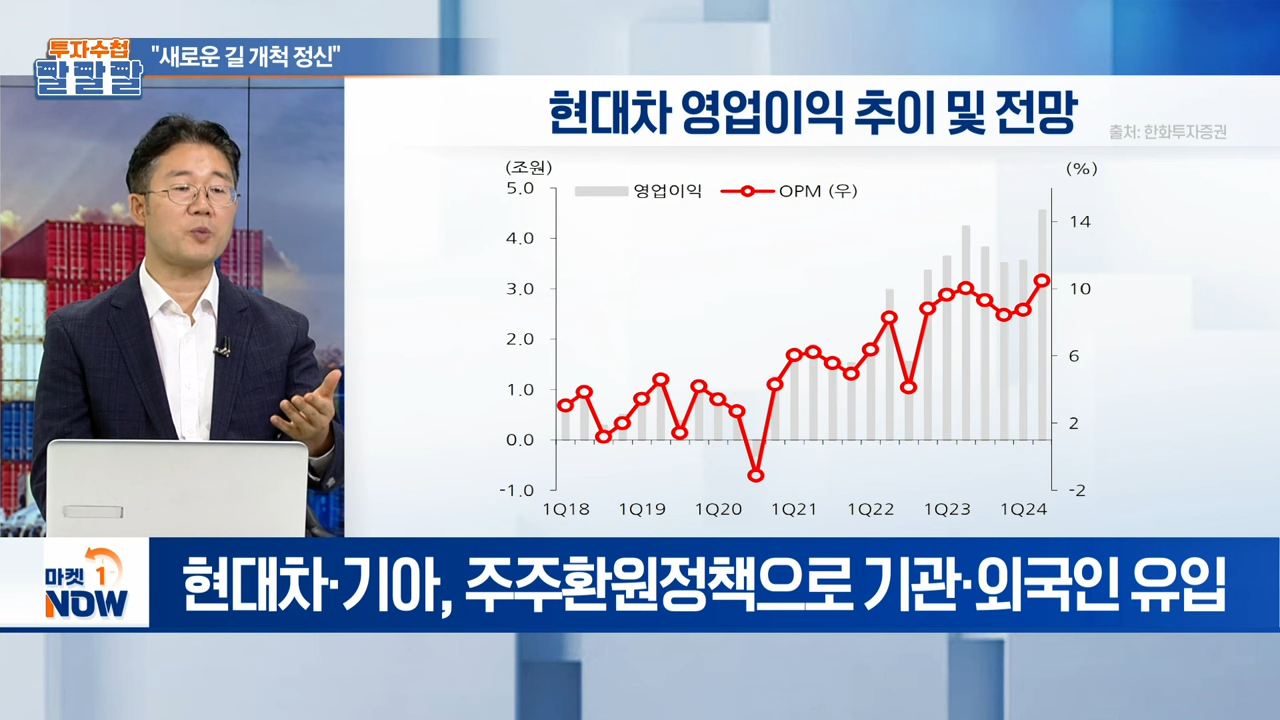 투자수첩
팔팔팔
"새로운 길 개척 정신"
현대차 영업이익 추이 및 전망
출처: 한화투자증권
(조원)
(%)
영업이익
OPM (우)
5.0
4.0
3.0
2.0
1.0
0.0
-1.0
14
10
6
2
-2
1Q18 1Q19 1Q20 1Q21 1Q22 1Q23 1Q24
마켓 1
NOW
현대차·기아, 주주환원정책으로 기관·외국인 유입